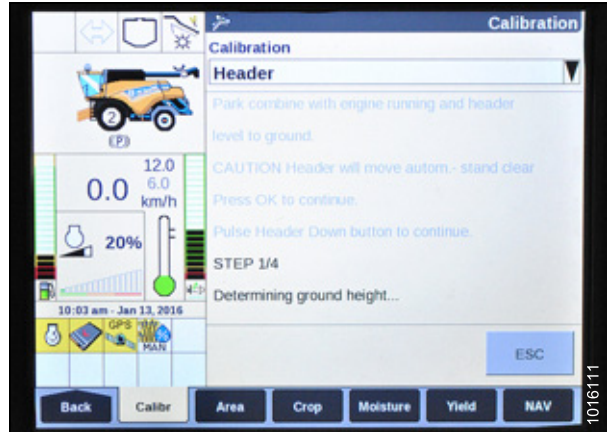 Calibration
Calibration
Header
Park combine with engine running and header
level to ground.
CAUTION Header will move autom.- stand clear
Press OK to continue.
Pulse Header Down button to continue.
STEP 1/4
Determining ground height...
ESC
2
(P)
12.0
0.0
6.0
km/h
20%
10:03 am - Jan 13, 2016
GPS
MAN
Back
Calibr
Area
Crop
Moisture
Yield
NAV
1016111